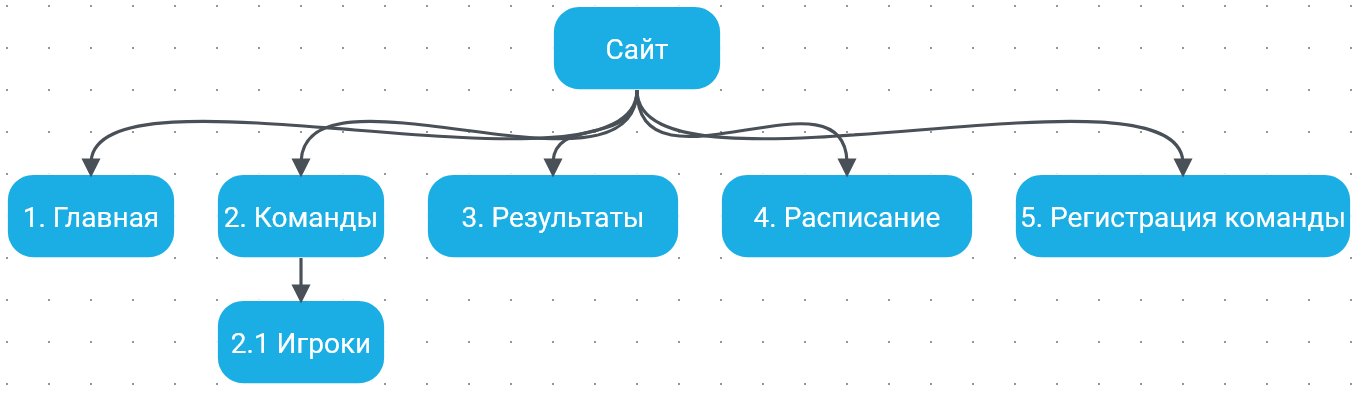 Сайт
1. Главная
2. Команды
3. Результаты
4. Расписание
5. Регистрация команды
2.1 Игроки